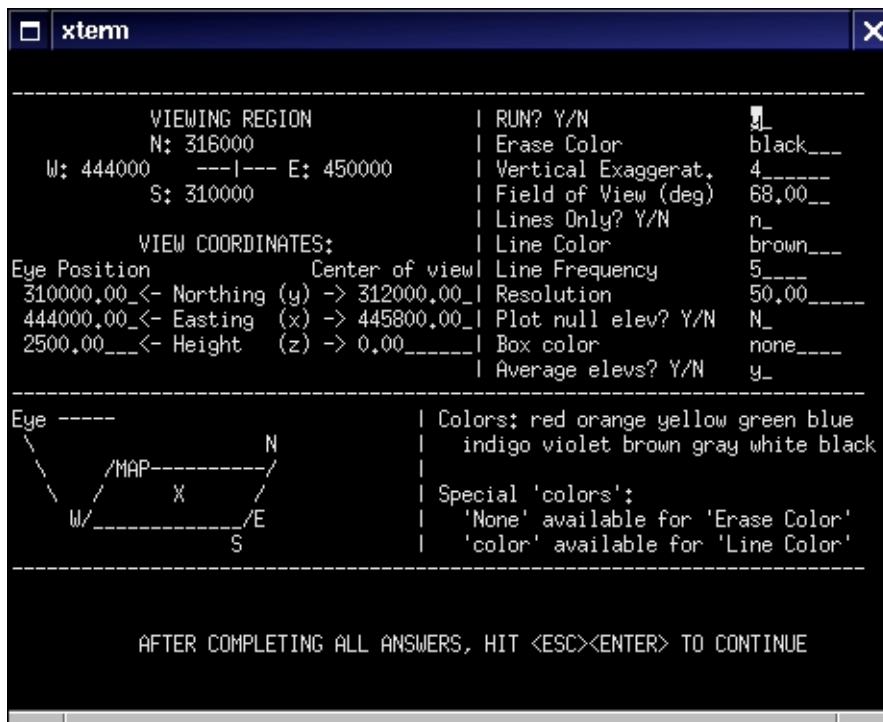 xterm
--------------------------------------------------------------------------
VIEWING REGION | RUN? Y/N y_
N: 316000 | Erase Color black___
W: 444000 ---|--- E: 450000 | Vertical Exaggerat. 4______
S: 310000 | Field of View (deg) 68.00__
| Lines Only? Y/N n_
VIEW COORDINATES: | Line Color brown___
Eye Position Center of view| Line Frequency 5____
310000.00_<- Northing (y) -> 312000.00_| Resolution 50.00_____
444000.00_<- Easting (x) -> 445800.00_| Plot null elev? Y/N N_
2500.00___<- Height (z) -> 0.00______| Box color none____
| Average elevs? Y/N y_
--------------------------------------------------------------------------
Eye ----- | Colors: red orange yellow green blue
\ N | indigo violet brown gray white black
\ /MAP----------/ |
\ / X / | Special 'colors':
W/_____________/E | 'None' available for 'Erase Color'
S | 'color' available for 'Line Color'
--------------------------------------------------------------------------
AFTER COMPLETING ALL ANSWERS, HIT <ESC><ENTER> TO CONTINUE